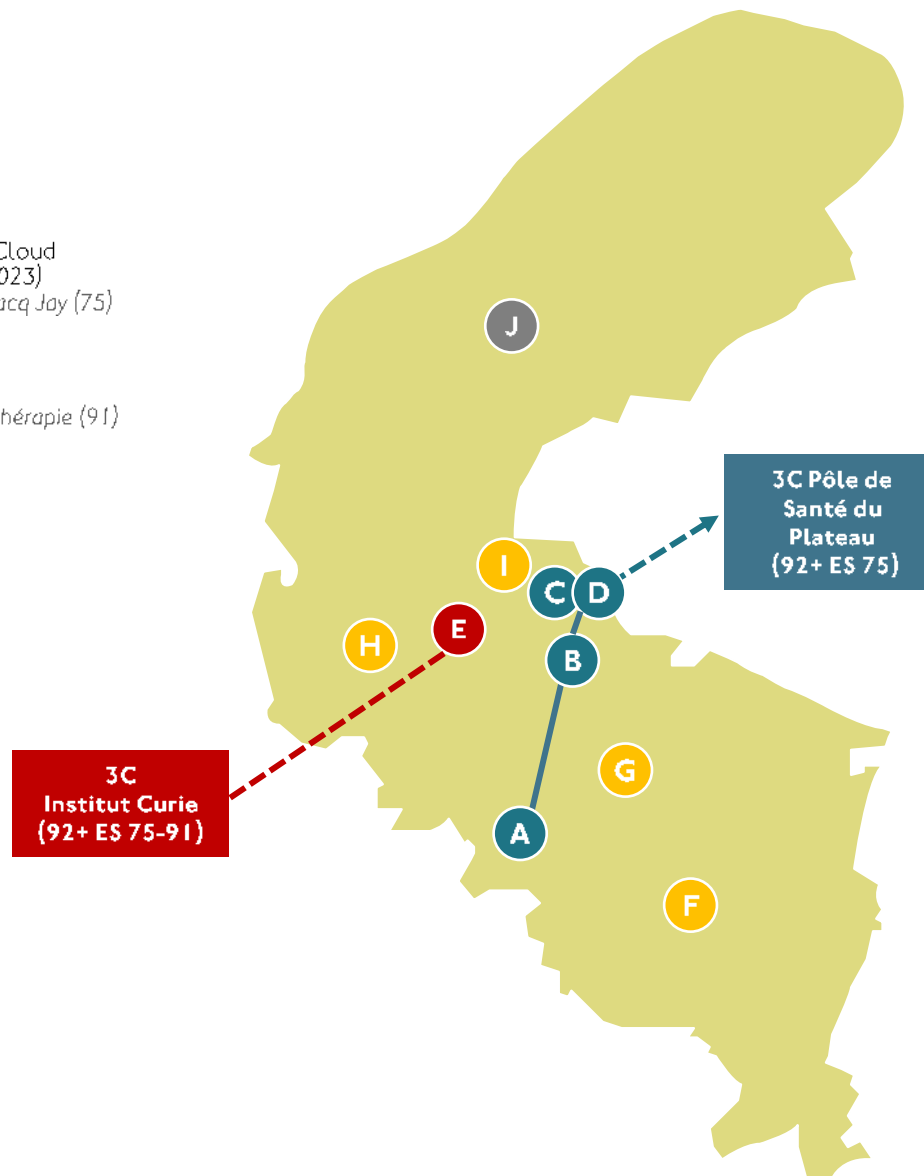 Cloud
023)
acq Jay (75)
hérapie (91)
J
3C Pôle de
Santé du
Plateau
(92+ ES 75)
I
C
D
E
H
B
3C
Institut Curie
(92+ ES 75-91)
G
A
F